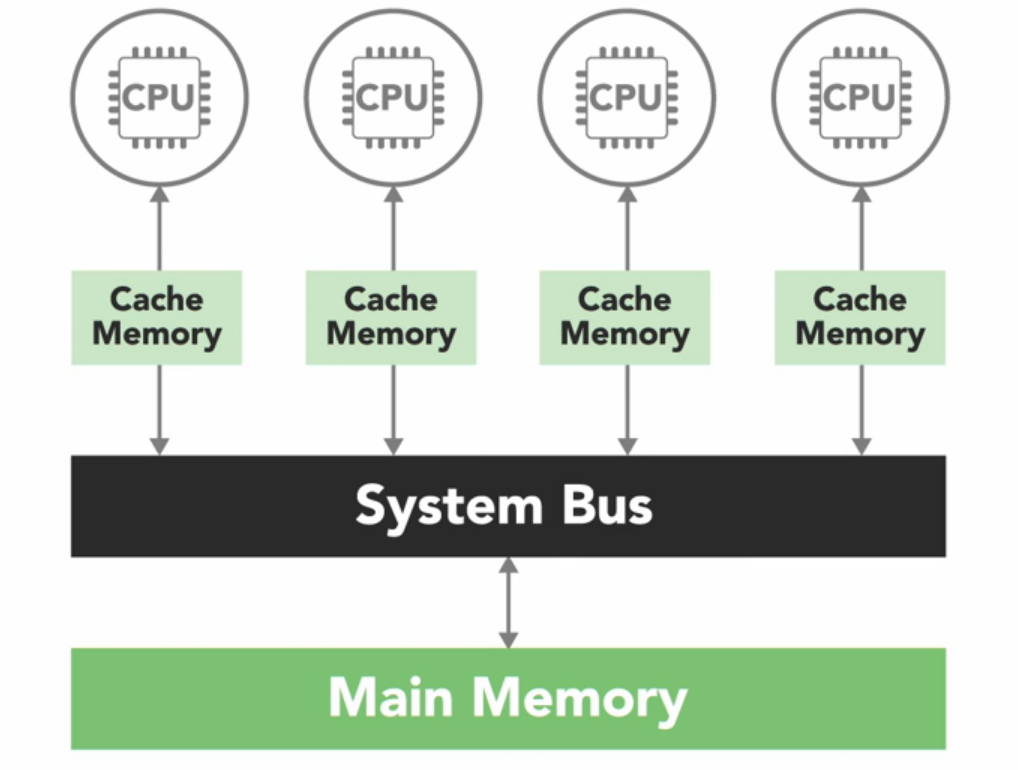 CPU
CPU
CPU
CPU
Cache
Memory
Cache
Memory
Cache
Memory
Cache
Memory
System Bus
Main Memory